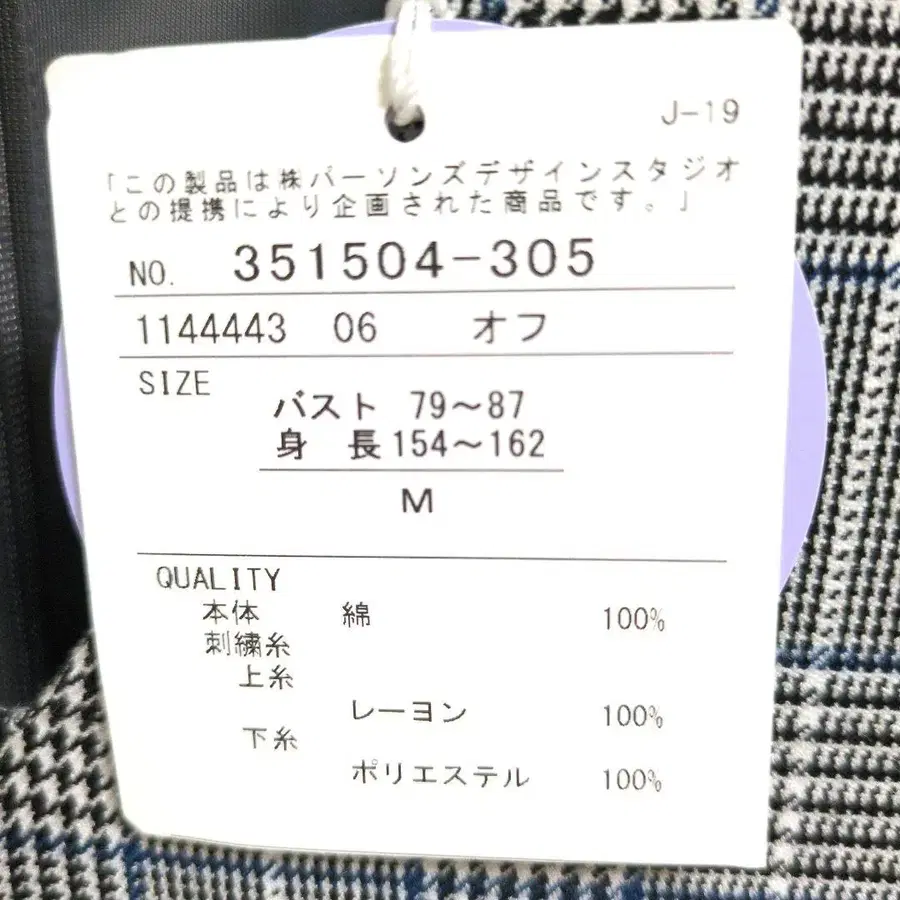 J-19
「この製品は㈱パーソンズデザインスタジオ
との提携により企画された商品です。」
NO. 351504-305
1144443 06 オフ
SIZE
バスト 79～87
身 長 154～162
M
QUALITY
本体 綿 100%
刺繍糸
上糸
レーヨン 100%
下糸
ポリエステル 100%